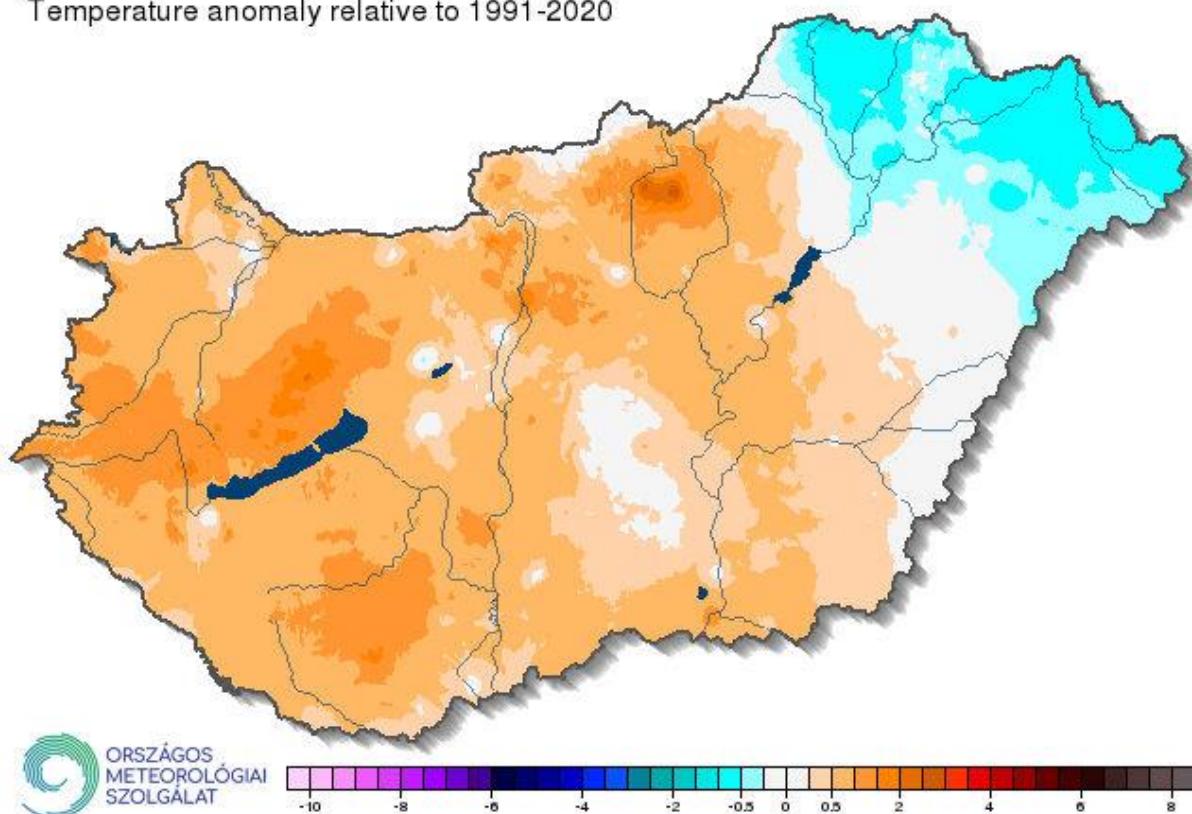 Temperature anomaly relative to 1991-2020
ORSZÁGOS
METEOROLÓGIAI
SZOLGÁLAT
-10 -8 -6 -4 -2 -0.5 0 0.5 2 4 6 8